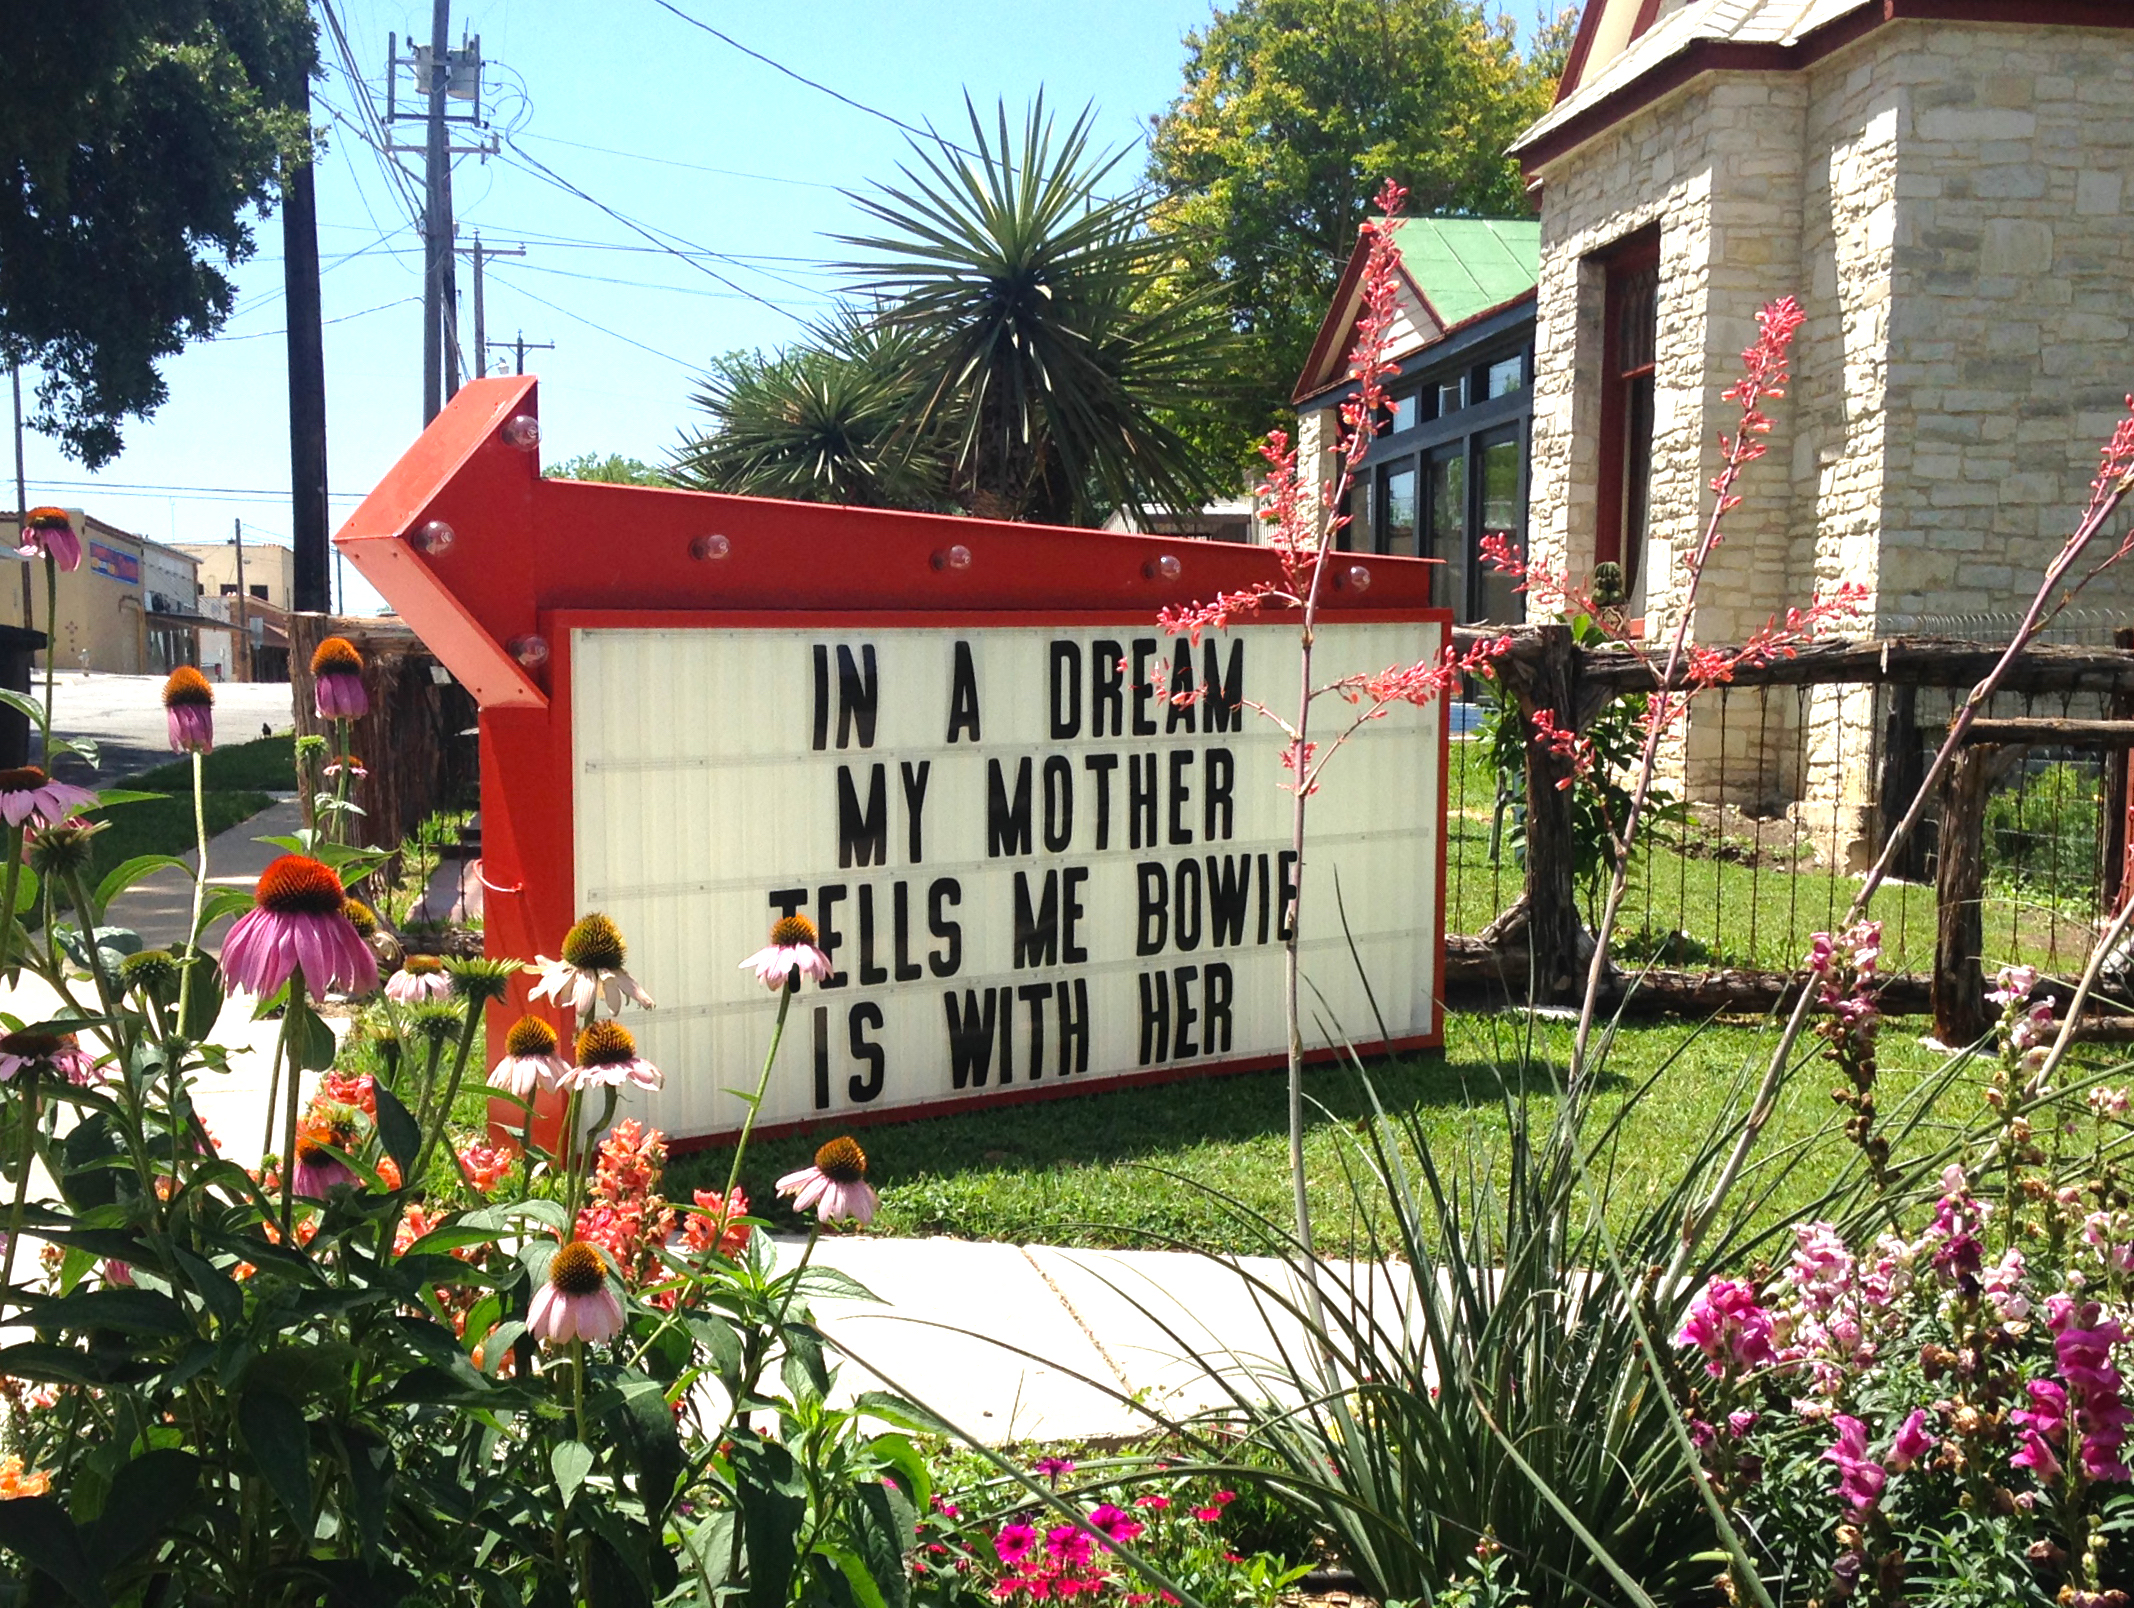 IN A DREAM
MY MOTHER
TELLS ME BOWIE
IS WITH HER